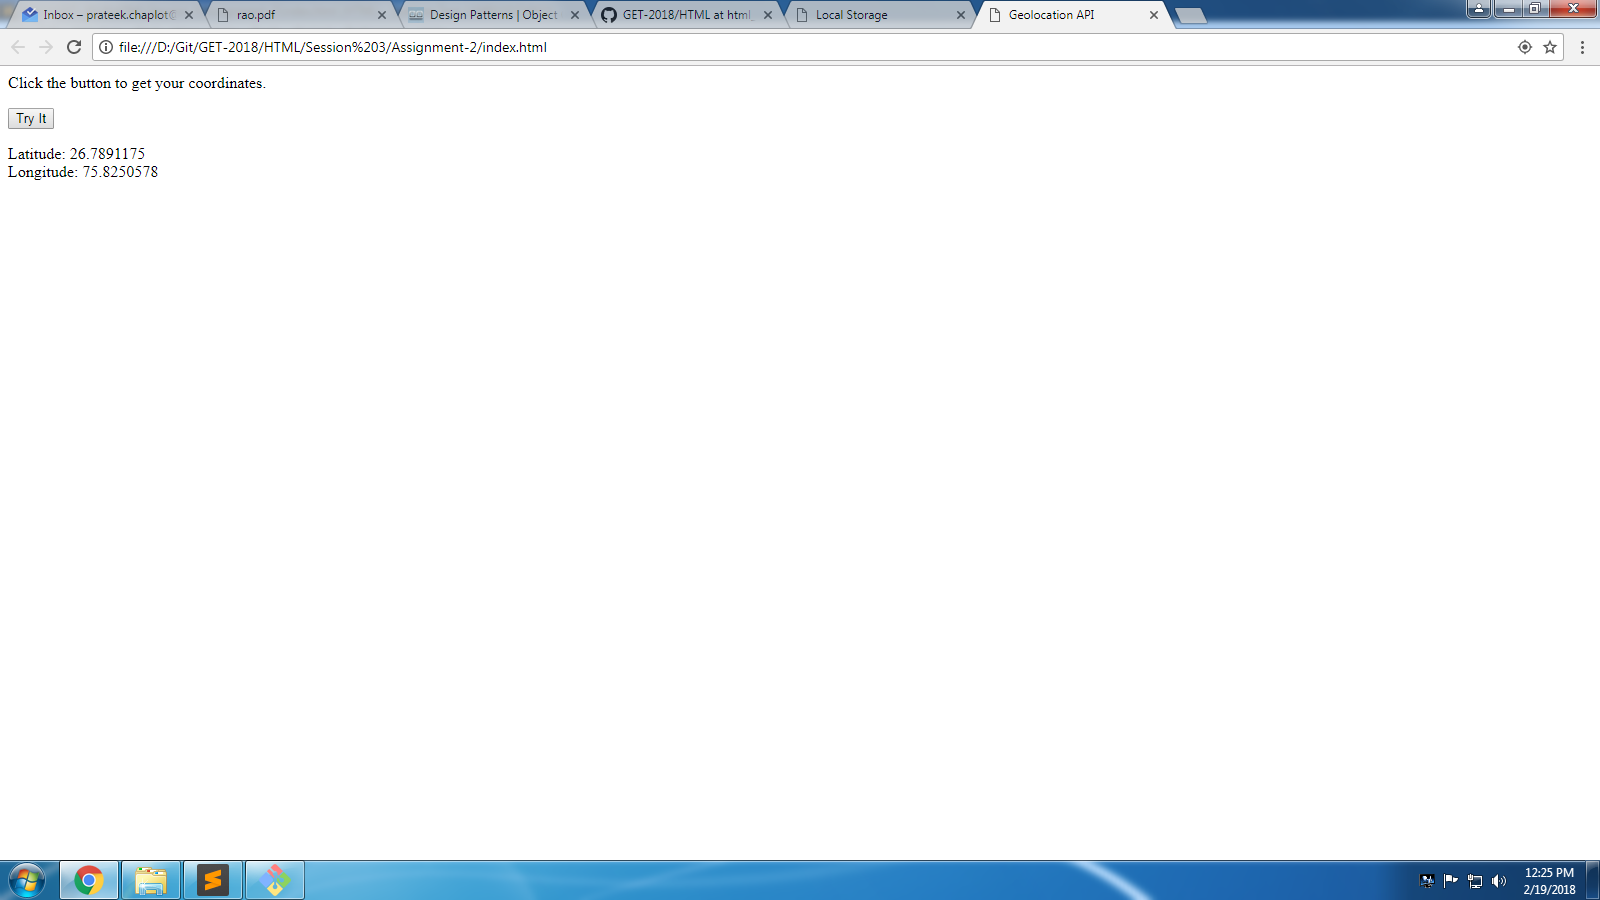 Inbox – prateek.chaplot@
rao.pdf
Design Patterns | Object
GET-2018/HTML at html_
Local Storage
Geolocation API
file:///D:/Git/GET-2018/HTML/Session%203/Assignment-2/index.html
Click the button to get your coordinates.
Try It
Latitude: 26.7891175
Longitude: 75.8250578
12:25 PM
2/19/2018